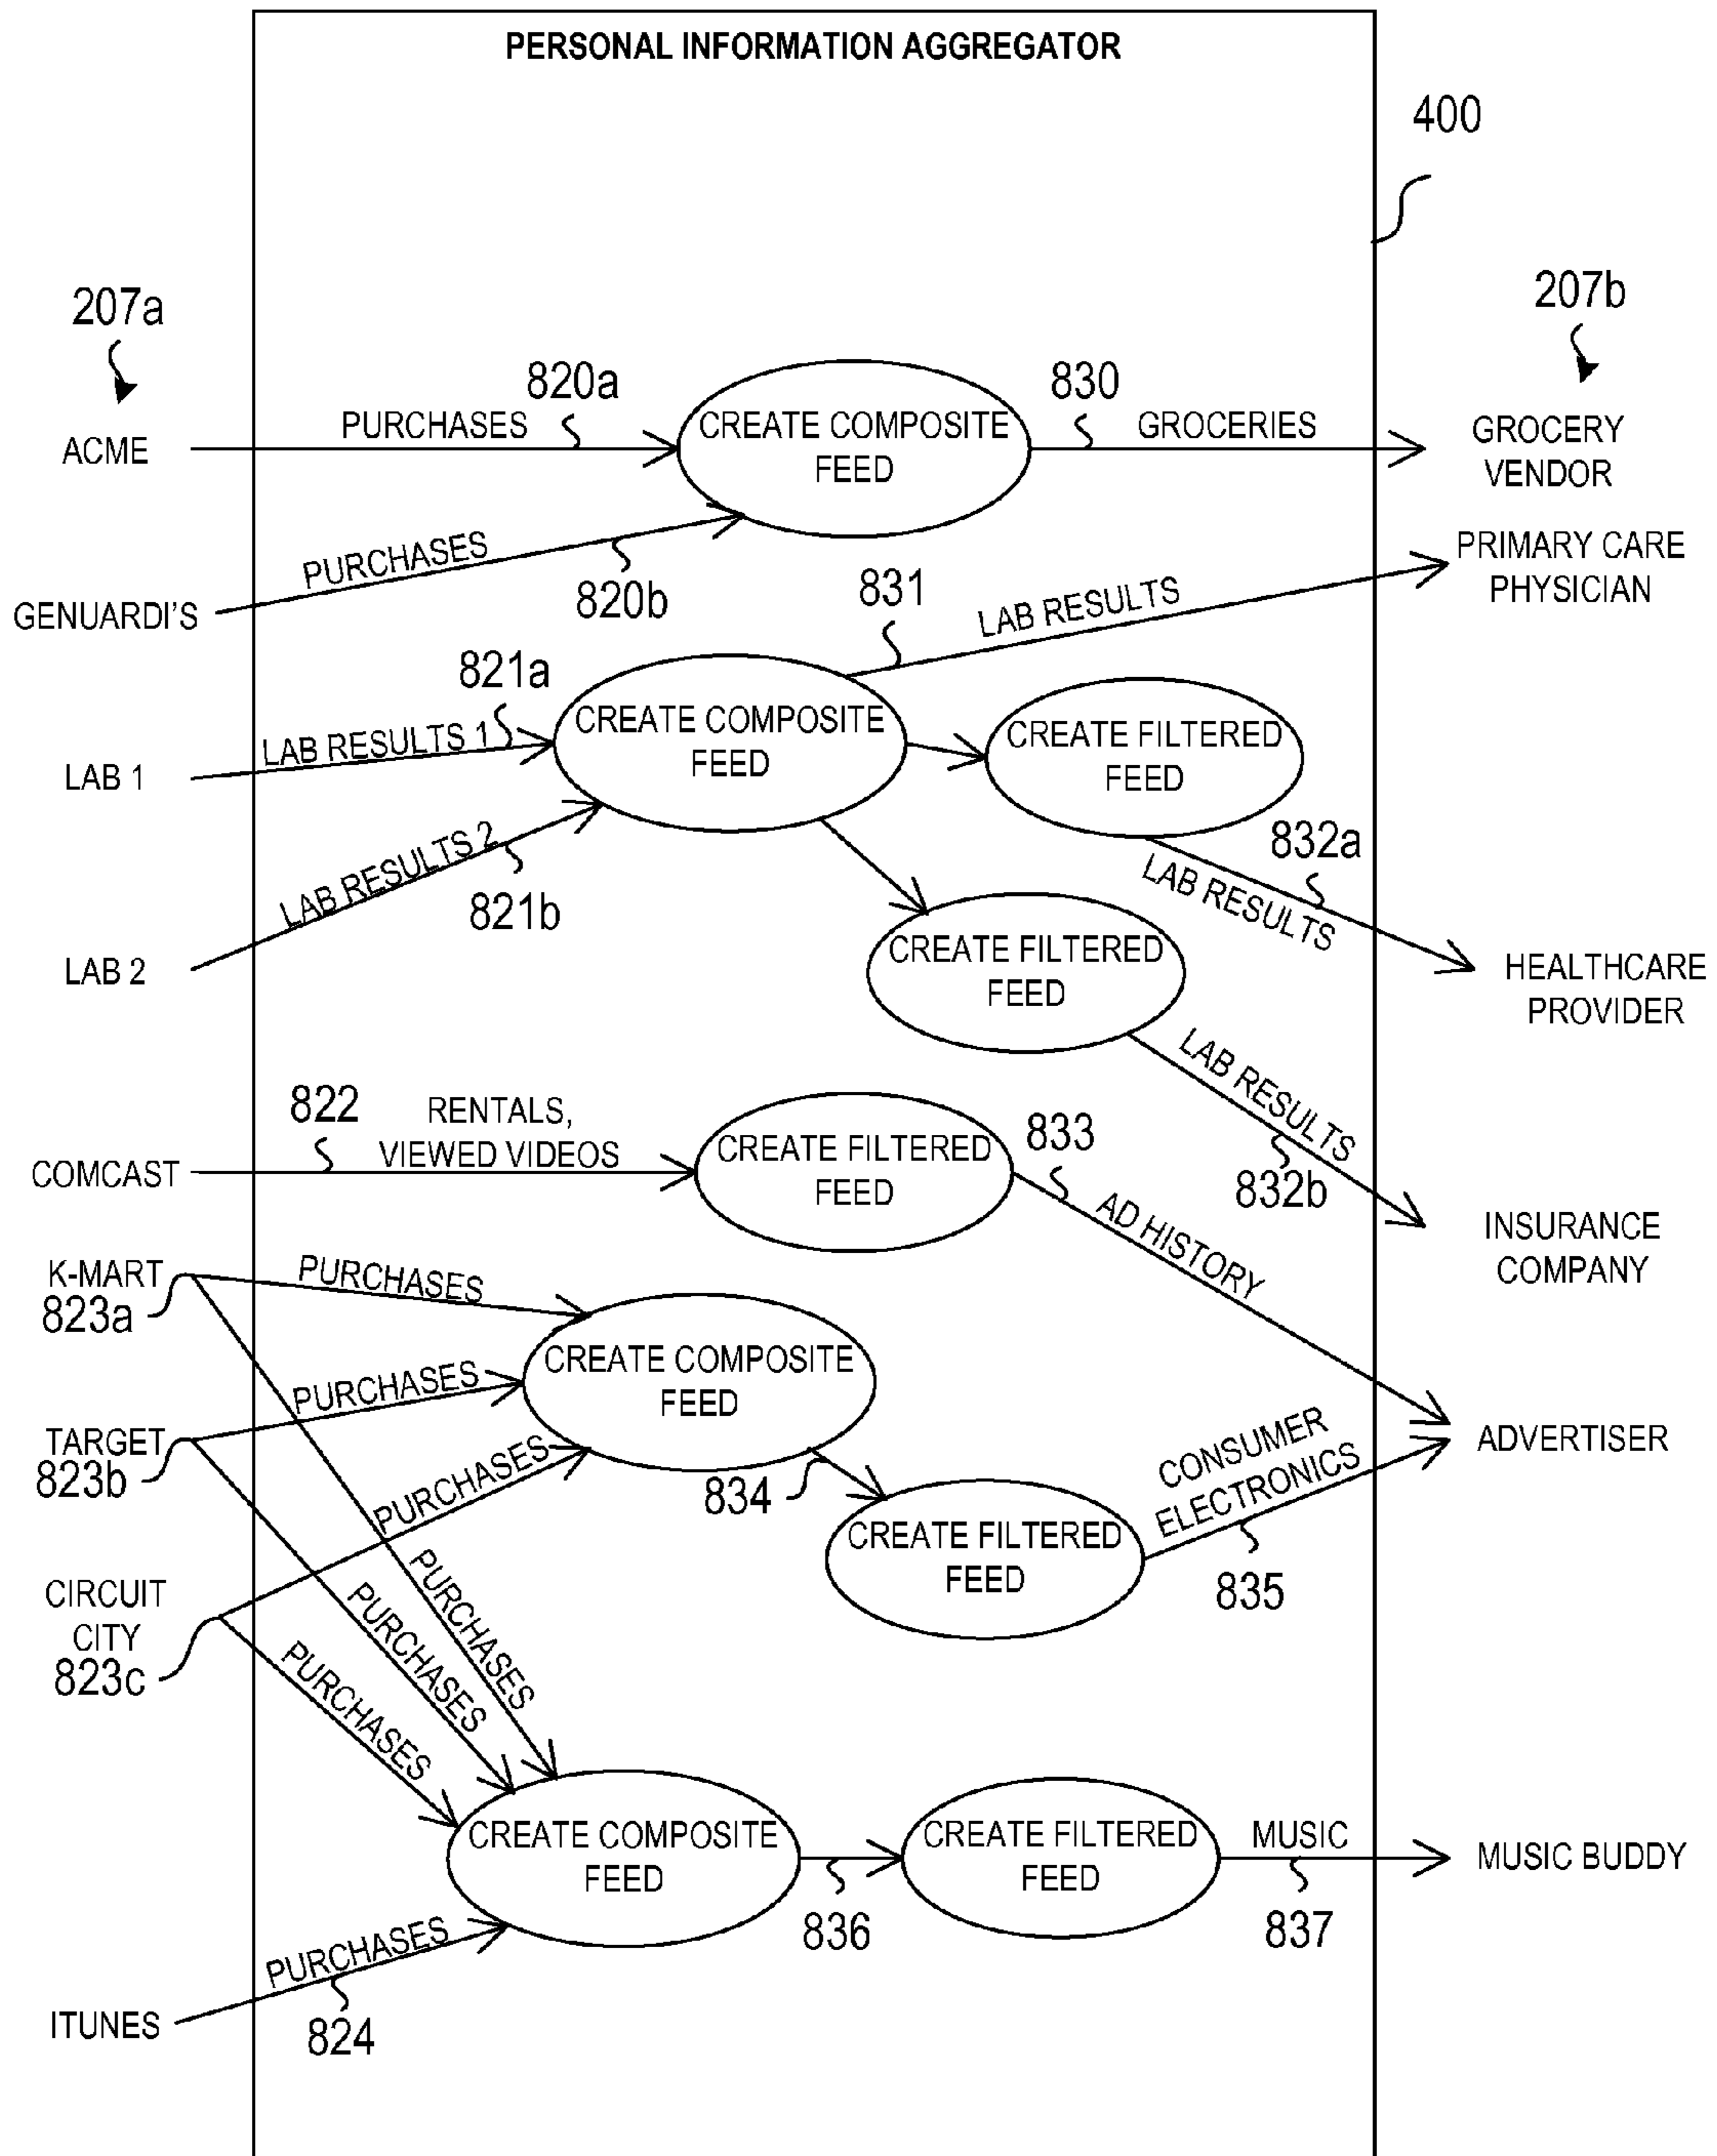 PERSONAL INFORMATION AGGREGATOR
400
207a
207b
820a
830
PURCHASES
GROCERIES
ACME
CREATE COMPOSITE
FEED
GROCERY
VENDOR
PURCHASES
820b
GENUARDI'S
831
LAB RESULTS
PRIMARY CARE
PHYSICIAN
821a
LAB RESULTS 1
LAB 1
CREATE COMPOSITE
FEED
CREATE FILTERED
FEED
LAB RESULTS 2
821b
LAB 2
832a
LAB RESULTS
HEALTHCARE
PROVIDER
CREATE FILTERED
FEED
LAB RESULTS
832b
INSURANCE
COMPANY
822
RENTALS,
VIEWED VIDEOS
COMCAST
CREATE FILTERED
FEED
833
AD HISTORY
K-MART
823a
PURCHASES
CREATE COMPOSITE
FEED
PURCHASES
TARGET
823b
PURCHASES
834
CONSUMER
ELECTRONICS
ADVERTISER
CREATE FILTERED
FEED
835
CIRCUIT
CITY
823c
PURCHASES
PURCHASES
PURCHASES
CREATE COMPOSITE
FEED
836
CREATE FILTERED
FEED
MUSIC
837
MUSIC BUDDY
PURCHASES
824
ITUNES